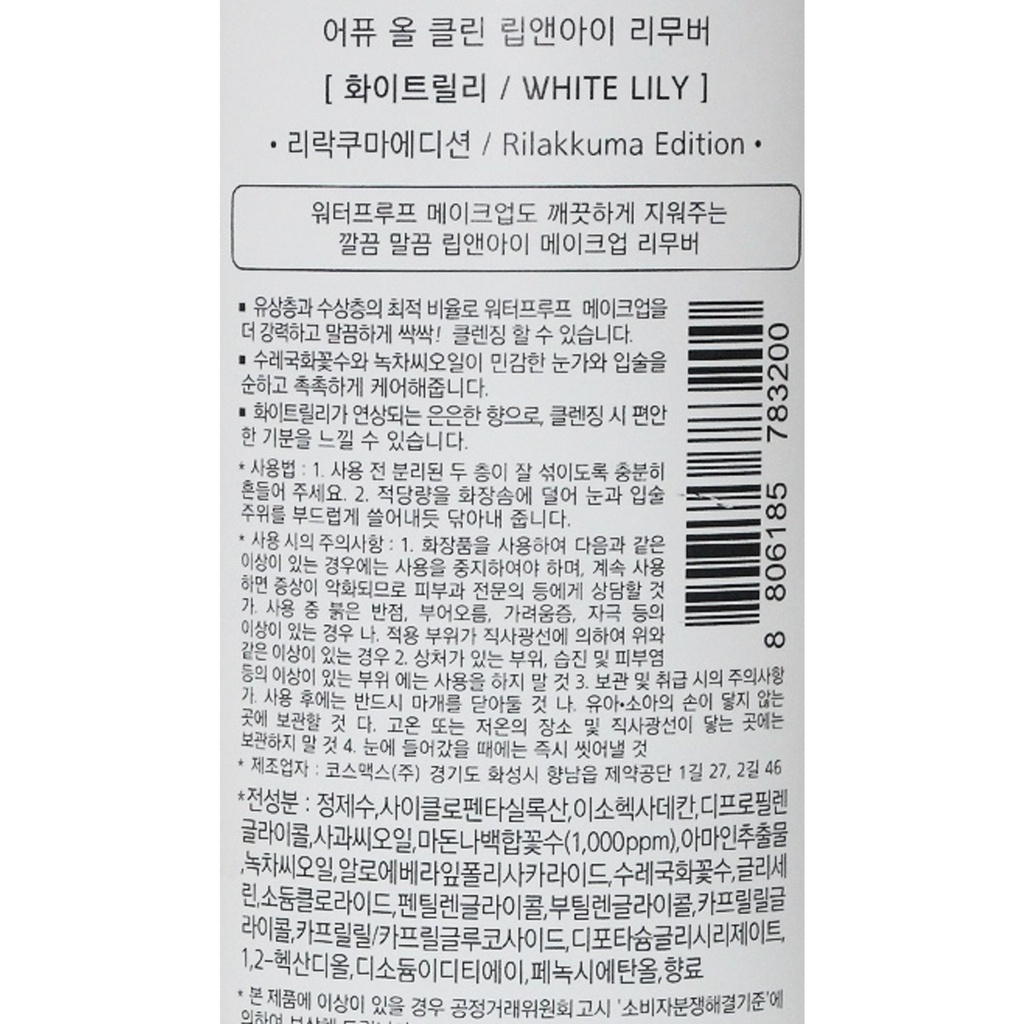 어퓨 올 클린 립앤아이 리무버
[ 화이트릴리 / WHITE LILY ]
• 리락쿠마에디션 / Rilakkuma Edition •
워터프루프 메이크업도 깨끗하게 지워주는
깔끔 말끔 립앤아이 메이크업 리무버
▪ 유상층과 수상층의 최적 비율로 워터프루프 메이크업을
더 강력하고 말끔하게 싹싹! 클렌징 할 수 있습니다.
▪ 수레국화꽃수와 녹차씨오일이 민감한 눈가와 입술을
순하고 촉촉하게 케어해줍니다.
▪ 화이트릴리가 연상되는 은은한 향으로, 클렌징 시 편안
한 기분을 느낄 수 있습니다.
* 사용법 : 1. 사용 전 분리된 두 층이 잘 섞이도록 충분히
흔들어 주세요. 2. 적당량을 화장솜에 덜어 눈과 입술
주위를 부드럽게 쓸어내듯 닦아내 줍니다.
* 사용 시의 주의사항 : 1. 화장품을 사용하여 다음과 같은
이상이 있는 경우에는 사용을 중지하여야 하며, 계속 사용
하면 증상이 악화되므로 피부과 전문의 등에게 상담할 것
가. 사용 중 붉은 반점, 부어오름, 가려움증, 자극 등의
이상이 있는 경우 나. 적용 부위가 직사광선에 의하여 위와
같은 이상이 있는 경우 2. 상처가 있는 부위, 습진 및 피부염
등의 이상이 있는 부위 에는 사용을 하지 말 것 3. 보관 및 취급 시의 주의사항
가. 사용 후에는 반드시 마개를 닫아둘 것 나. 유아•소아의 손이 닿지 않는
곳에 보관할 것 다. 고온 또는 저온의 장소 및 직사광선이 닿는 곳에는
보관하지 말 것 4. 눈에 들어갔을 때에는 즉시 씻어낼 것
* 제조업자 : 코스맥스(주) 경기도 화성시 향남읍 제약공단 1길 27, 2길 46
*전성분 : 정제수,사이클로펜타실록산,이소헥사데칸,디프로필렌
글라이콜,사과씨오일,마돈나백합꽃수(1,000ppm),아마인추출물
,녹차씨오일,알로에베라잎폴리사카라이드,수레국화꽃수,글리세
린,소듐클로라이드,펜틸렌글라이콜,부틸렌글라이콜,카프릴릴글
라이콜,카프릴릴/카프릴글루코사이드,디포타슘글리시리제이트,
1,2-헥산디올,디소듐이디티에이,페녹시에탄올,향료
* 본 제품에 이상이 있을 경우 공정거래위원회 고시 '소비자분쟁해결기준'에
의하여 보상해 드립니다.
8 806185 783200